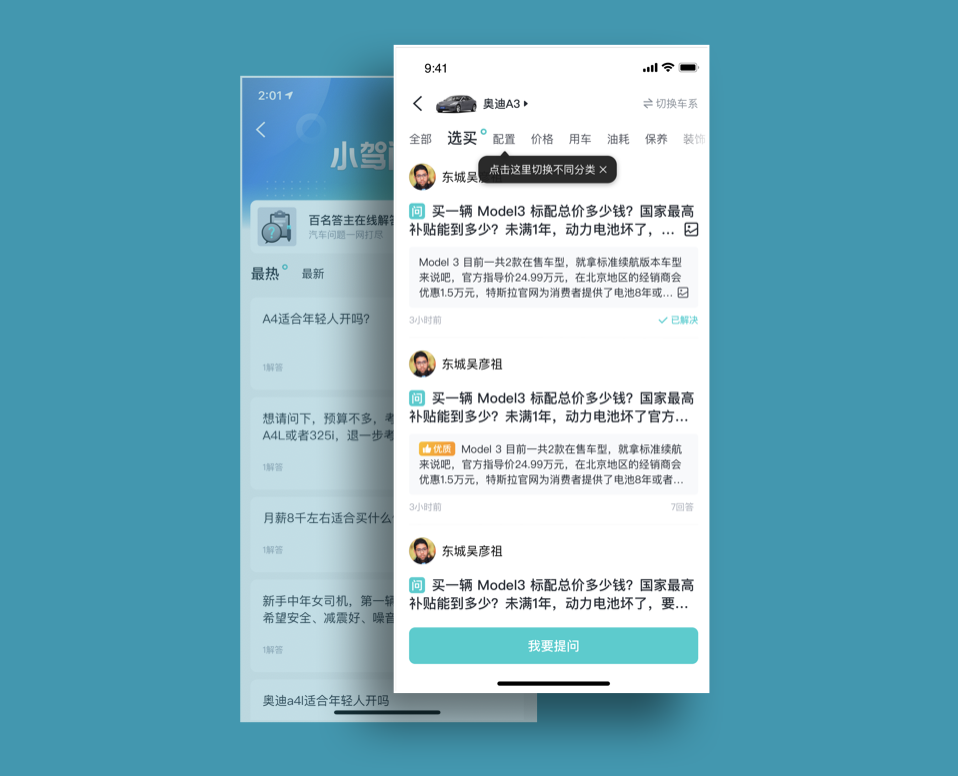 2:01
小驾
百名答主在线解答
汽车问题一网打尽
最热
最新
A4适合年轻人开吗?
1解答
想请问下，预算不多，考
A4L或者325i，退一步考
1解答
月薪8千左右适合买什么
1解答
新手中年女司机，第一辆
希望安全、减震好、噪音
1解答
奥迪a4l适合年轻人开吗
9:41
奥迪A3
切换车系
全部 选买 配置 价格 用车 油耗 保养 装饰
点击这里切换不同分类
东城吴彦
问 买一辆 Model3 标配总价多少钱？国家最高
补贴能到多少？未满1年，动力电池坏了，...
Model 3 目前一共2款在售车型，就拿标准续航版本车型
来说吧，官方指导价24.99万元，在北京地区的经销商会
优惠1.5万元，特斯拉官网为消费者提供了电池8年或...
3小时前
已解决
东城吴彦祖
问 买一辆 Model3 标配总价多少钱？国家最高
补贴能到多少？未满1年，动力电池坏了官方...
优质 Model 3 目前一共2款在售车型，就拿标准续航
来说吧，官方指导价24.99万元，在北京地区的经销商会
优惠1.5万元，特斯拉官网为消费者提供了电池8年或者...
3小时前
7回答
东城吴彦祖
问 买一辆 Model3 标配总价多少钱？国家最高
补贴能到多少？未满1年，动力电池坏了，要...
我要提问